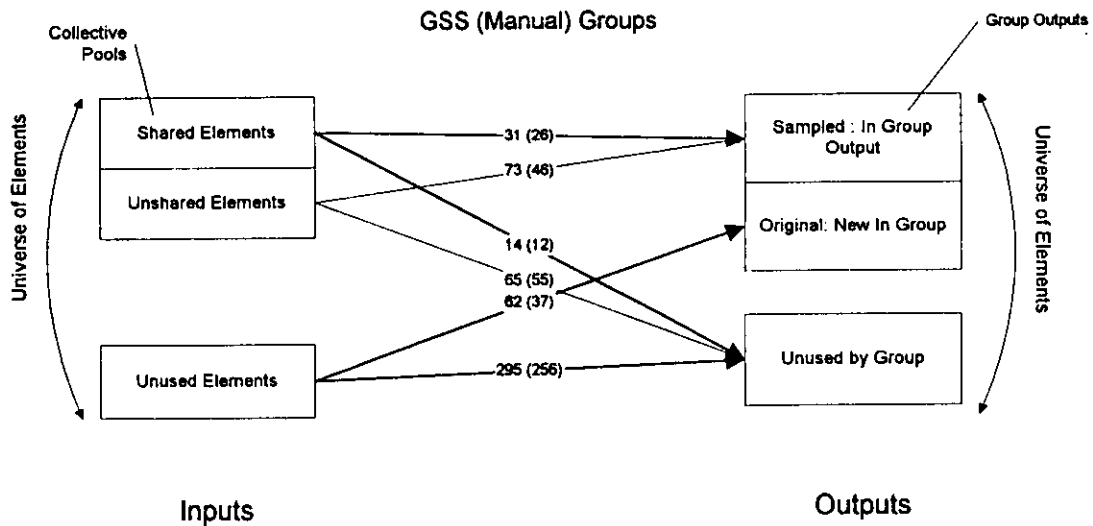 GSS (Manual) Groups
Collective
Pools
Group Outputs
Universe of Elements
Shared Elements
Unshared Elements
Unused Elements
31 (26)
73 (46)
14 (12)
65 (55)
62 (37)
295 (256)
Sampled : In Group
Output
Original: New In Group
Unused by Group
Universe of Elements
Inputs
Outputs